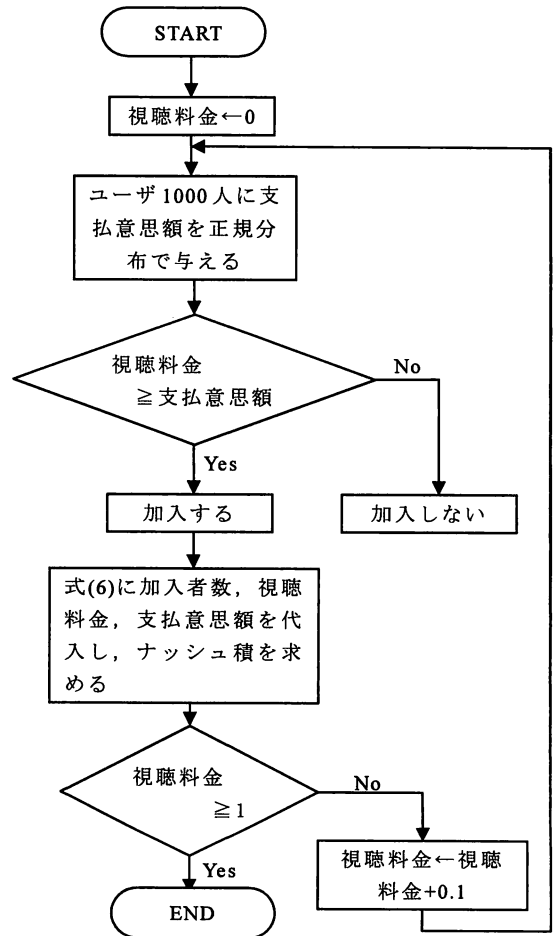 START
視聴料金←0
ユーザ1000人に支
払意思額を正規分
布で与える
視聴料金
≧支払意思額
No
Yes
加入する
加入しない
式(6)に加入者数，視聴
料金，支払意思額を代
入し，ナッシュ積を求
める
視聴料金
≧1
No
Yes
視聴料金←視聴
料金+0.1
END